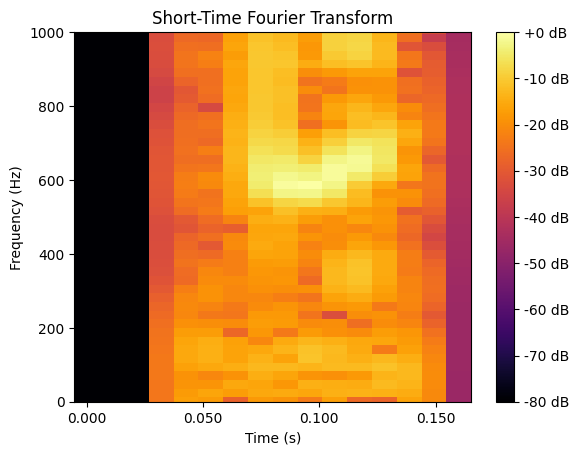 Short-Time Fourier Transform
1000
800
600
400
200
0
Frequency (Hz)
0.000
0.050
0.100
0.150
Time (s)
+0 dB
-10 dB
-20 dB
-30 dB
-40 dB
-50 dB
-60 dB
-70 dB
-80 dB